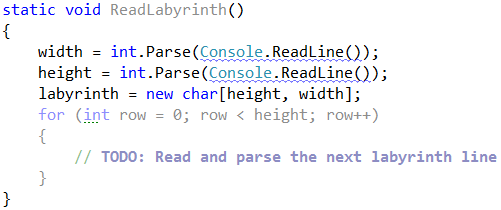 static void ReadLabyrinth()
{
    width = int.Parse(Console.ReadLine());
    height = int.Parse(Console.ReadLine());
    labyrinth = new char[height, width];
    for (int row = 0; row < height; row++)
    {
        // TODO: Read and parse the next labyrinth line
    }
}